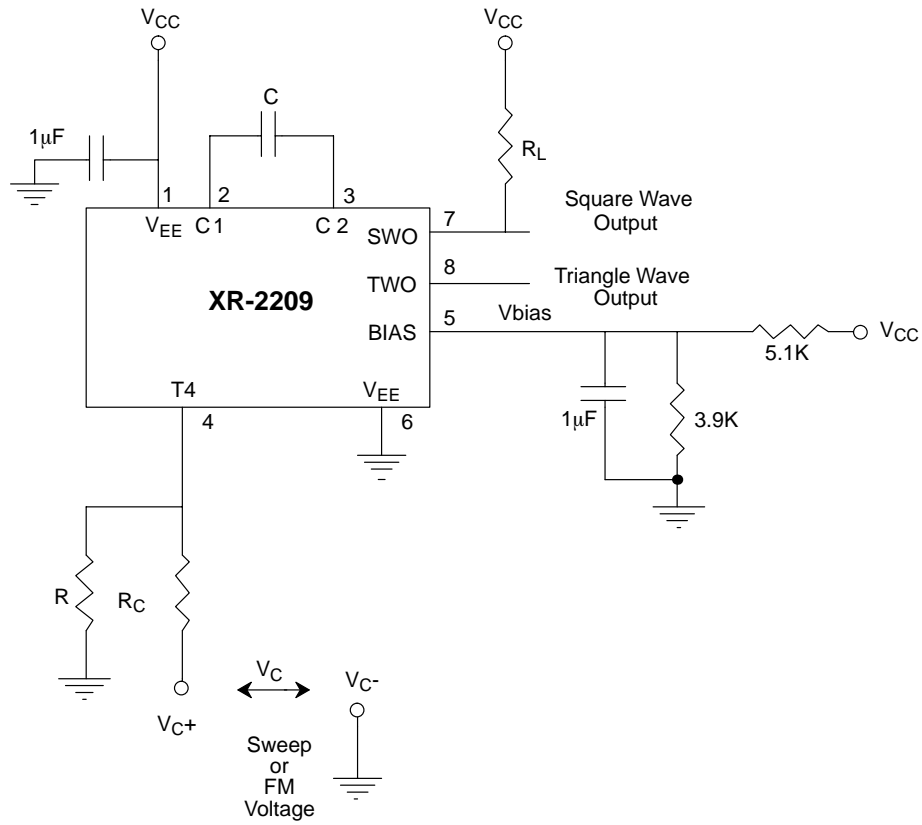 VCC
VCC
C
1µF
RL
1
2
3
VEE
C1
C2
7
Square Wave
Output
SWO
8
Triangle Wave
Output
TWO
XR-2209
5
Vbias
BIAS
VCC
5.1K
T4
VEE
4
6
1µF
3.9K
R
RC
VC
VC-
VC+
Sweep
or
FM
Voltage